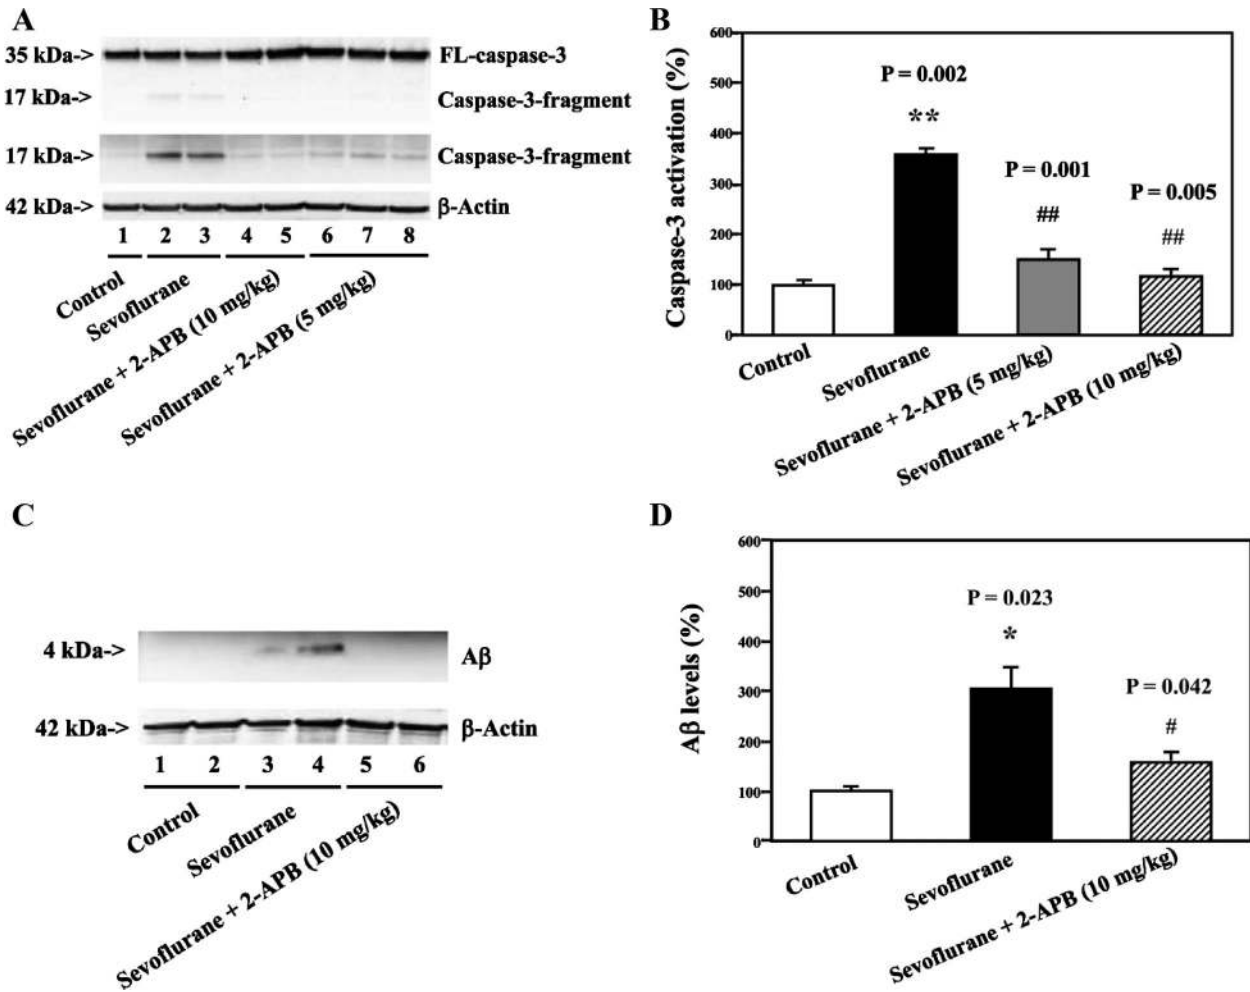 A
35 kDa->
FL-caspase-3
17 kDa->
Caspase-3-fragment
17 kDa->
Caspase-3-fragment
42 kDa->
β-Actin
1 2 3 4 5 6 7 8
Control
Sevoflurane
Sevoflurane + 2-APB (10 mg/kg)
Sevoflurane + 2-APB (5 mg/kg)
B
Caspase-3 activation (%)
600
500
400
300
200
100
0
P = 0.002
**
P = 0.001
##
P = 0.005
##
Control
Sevoflurane
Sevoflurane + 2-APB (5 mg/kg)
Sevoflurane + 2-APB (10 mg/kg)
C
4 kDa->
Aβ
42 kDa->
β-Actin
1 2 3 4 5 6
Control
Sevoflurane
Sevoflurane + 2-APB (10 mg/kg)
D
Aβ levels (%)
600
500
400
300
200
100
0
P = 0.023
*
P = 0.042
#
Control
Sevoflurane
Sevoflurane + 2-APB (10 mg/kg)